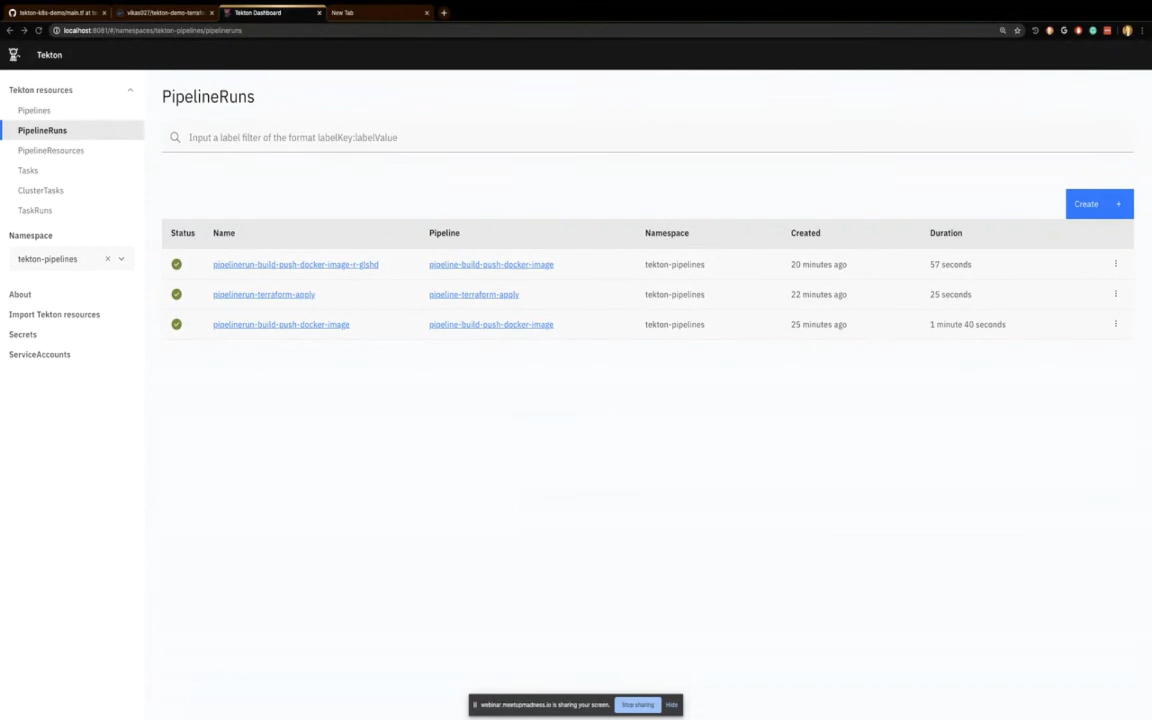 tekton-k8s-demo/main.tf at t
vikas027/tekton-demo-terraf
Tekton Dashboard
New Tab
localhost:8081/#/namespaces/tekton-pipelines/pipelineruns
Tekton
Tekton resources
Pipelines
PipelineRuns
PipelineResources
Tasks
ClusterTasks
TaskRuns
Namespace
tekton-pipelines
About
Import Tekton resources
Secrets
ServiceAccounts
PipelineRuns
Input a label filter of the format labelKey:labelValue
Create +
Status Name Pipeline Namespace Created Duration
pipelinerun-build-push-docker-image-r-glshd pipeline-build-push-docker-image tekton-pipelines 20 minutes ago 57 seconds
pipelinerun-terraform-apply pipeline-terraform-apply tekton-pipelines 22 minutes ago 25 seconds
pipelinerun-build-push-docker-image pipeline-build-push-docker-image tekton-pipelines 25 minutes ago 1 minute 40 seconds
webinar.meetupmadness.io is sharing your screen. Stop sharing Hide